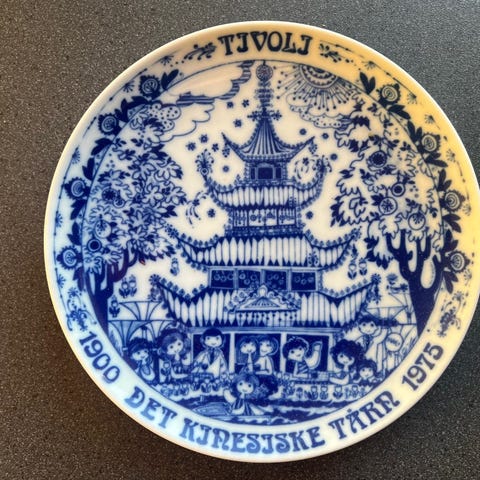 TIVOLI
1900 DET KINESISKE TÅRN 1975